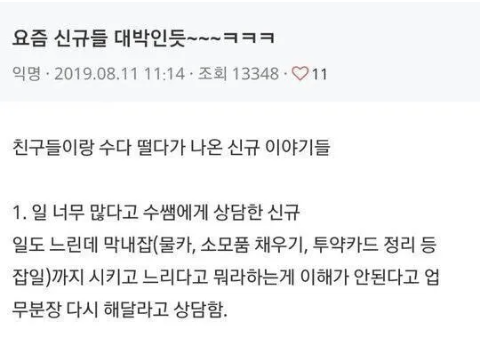 요즘 신규들 대박인듯~~~ㅋㅋㅋ
익명 · 2019.08.11 11:14 · 조회 13348 · ♡ 11
친구들이랑 수다 떨다가 나온 신규 이야기들
1. 일 너무 많다고 수쌤에게 상담한 신규
일도 느린데 막내잡(물카, 소모품 채우기, 투약카드 정리 등
잡일)까지 시키고 느리다고 뭐라하는게 이해가 안된다고 업
무분장 다시 해달라고 상담함.